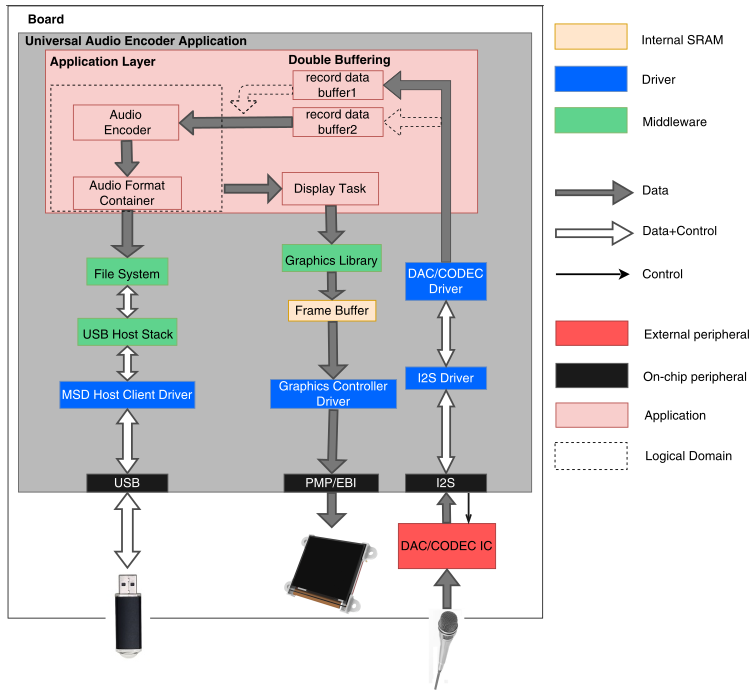 Board
Universal Audio Encoder Application
Application Layer
Double Buffering
record data
buffer1
record data
buffer2
Audio
Encoder
Audio Format
Container
Display Task
File System
Graphics Library
DAC/CODEC
Driver
Frame Buffer
USB Host Stack
MSD Host Client Driver
Graphics Controller
Driver
I2S Driver
USB
PMP/EBI
I2S
DAC/CODEC IC
Internal SRAM
Driver
Middleware
Data
Data+Control
Control
External peripheral
On-chip peripheral
Application
Logical Domain